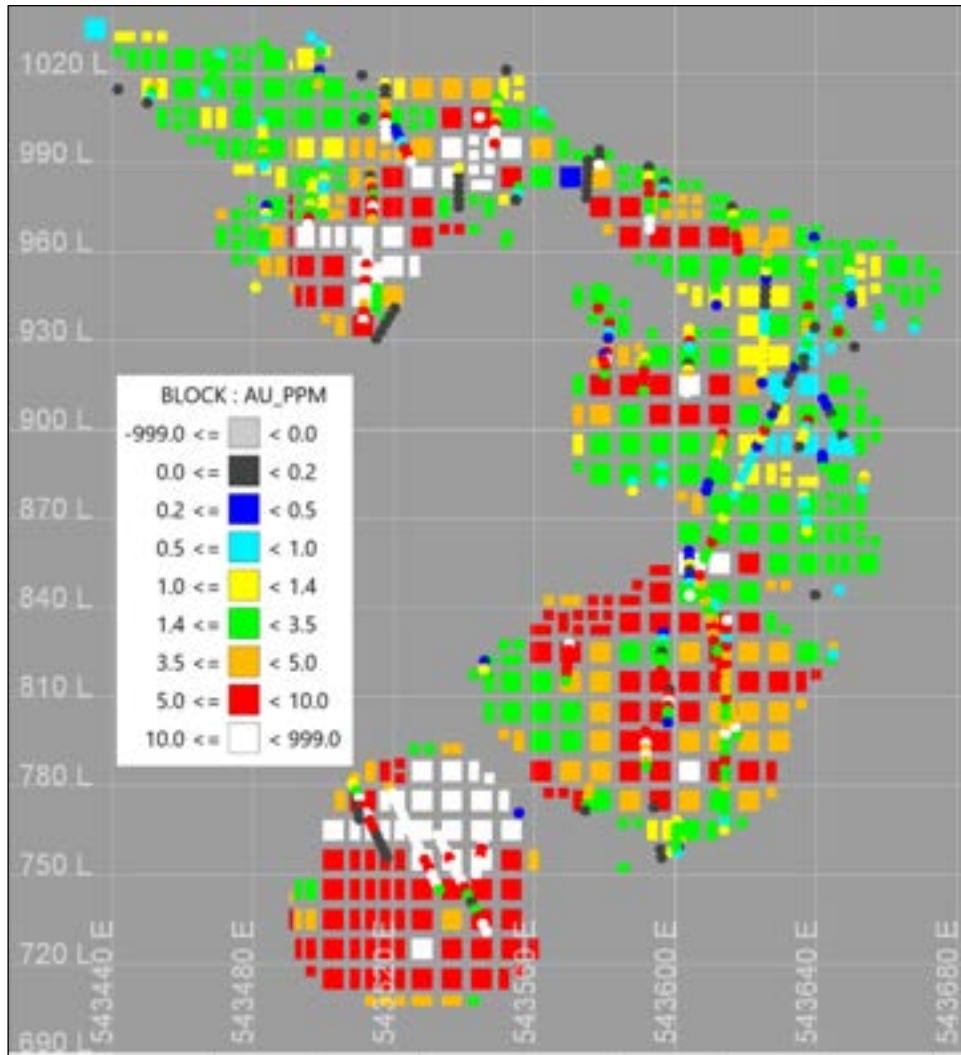 1020 L
990 L
960 L
930 L
BLOCK : AU_PPM
-999.0 <= < 0.0
900 L
0.0 <= < 0.2
0.2 <= < 0.5
870 L
0.5 <= < 1.0
1.0 <= < 1.4
840 L
1.4 <= < 3.5
3.5 <= < 5.0
810 L
5.0 <= < 10.0
10.0 <= < 999.0
780 L
750 L
720 L
690 L
543440 E
543480 E
543520 E
543560 E
543600 E
543640 E
543680 E